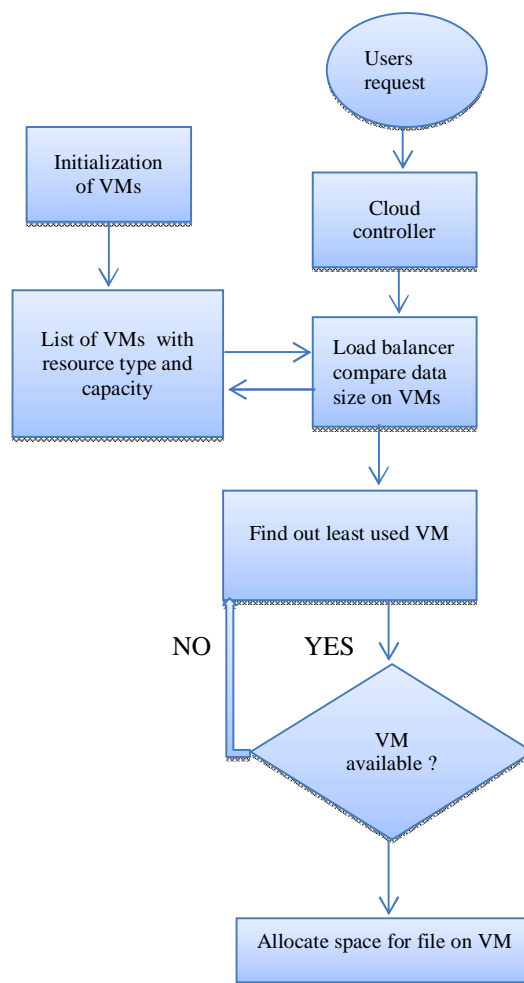 Users
request
Initialization
of VMs
Cloud
controller
List of VMs with
resource type and
capacity
Load balancer
compare data
size on VMs
Find out least used VM
NO
YES
VM
available ?
Allocate space for file on VM